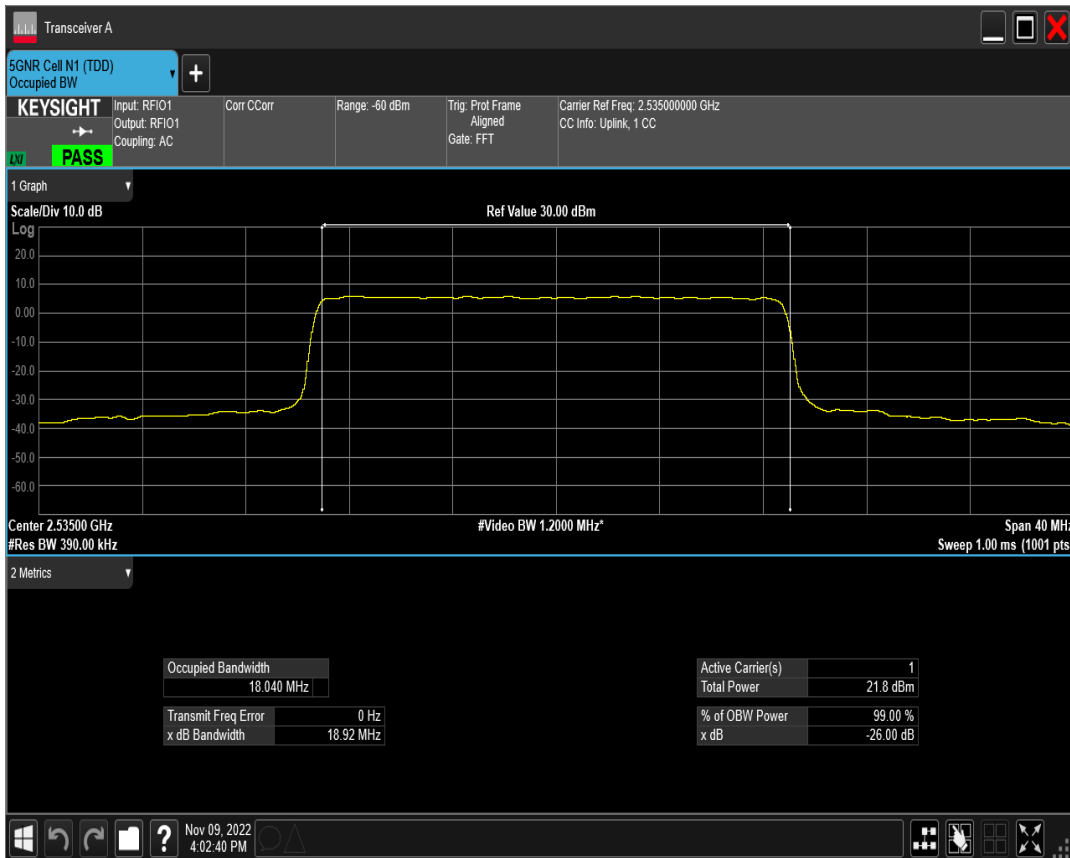 Transceiver A
5GNR Cell N1 (TDD)
Occupied BW
+
KEYSIGHT
LXI
PASS
Input: RFIO1
Output: RFIO1
Coupling: AC
Corr CCorr
Range: -60 dBm
Trig: Prot Frame
Aligned
Gate: FFT
Carrier Ref Freq: 2.535000000 GHz
CC Info: Uplink, 1 CC
1 Graph
Scale/Div 10.0 dB
Ref Value 30.00 dBm
Log
20.0
10.0
0.00
-10.0
-20.0
-30.0
-40.0
-50.0
-60.0
Center 2.53500 GHz
#Video BW 1.2000 MHz*
Span 40 MHz
#Res BW 390.00 kHz
Sweep 1.00 ms (1001 pts
2 Metrics
Occupied Bandwidth
18.040 MHz
Transmit Freq Error 0 Hz
x dB Bandwidth 18.92 MHz
Active Carrier(s) 1
Total Power 21.8 dBm
% of OBW Power 99.00 %
x dB -26.00 dB
?
Nov 09, 2022
4:02:40 PM